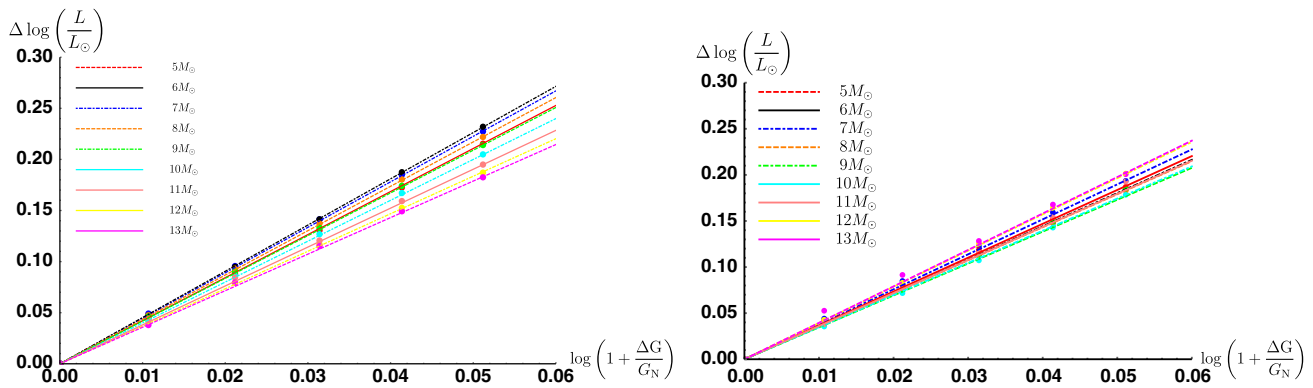 Δ log (L/L⊙)
0.30
0.25
0.20
0.15
0.10
0.05
0.00
5M⊙
6M⊙
7M⊙
8M⊙
9M⊙
10M⊙
11M⊙
12M⊙
13M⊙
0.00 0.01 0.02 0.03 0.04 0.05 0.06
log (1 + ΔG/G_N)
Δ log (L/L⊙)
0.30
0.25
0.20
0.15
0.10
0.05
0.00
5M⊙
6M⊙
7M⊙
8M⊙
9M⊙
10M⊙
11M⊙
12M⊙
13M⊙
0.00 0.01 0.02 0.03 0.04 0.05 0.06
log (1 + ΔG/G_N)